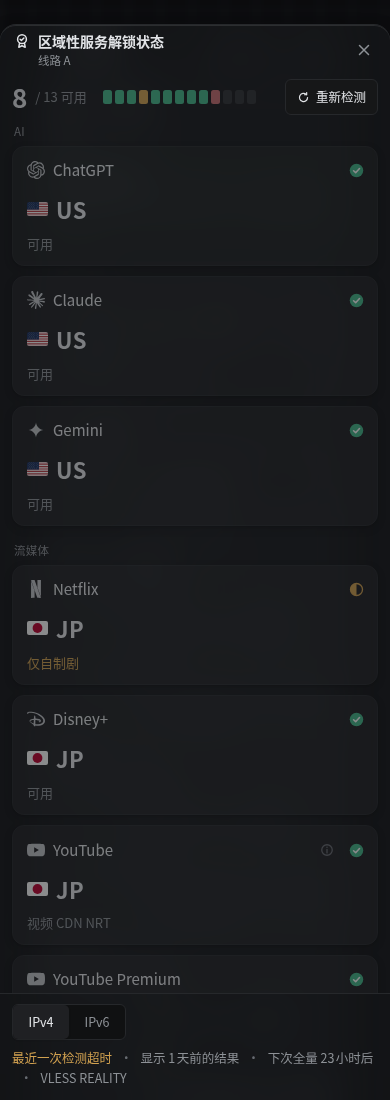 区域性服务解锁状态
线路 A
8 / 13 可用
重新检测
AI
ChatGPT
US
可用
Claude
US
可用
Gemini
US
可用
流媒体
Netflix
JP
仅自制剧
Disney+
JP
可用
YouTube
JP
视频 CDN NRT
YouTube Premium
IPv4 IPv6
最近一次检测超时 • 显示 1 天前的结果 • 下次全量 23 小时后
• VLESS REALITY